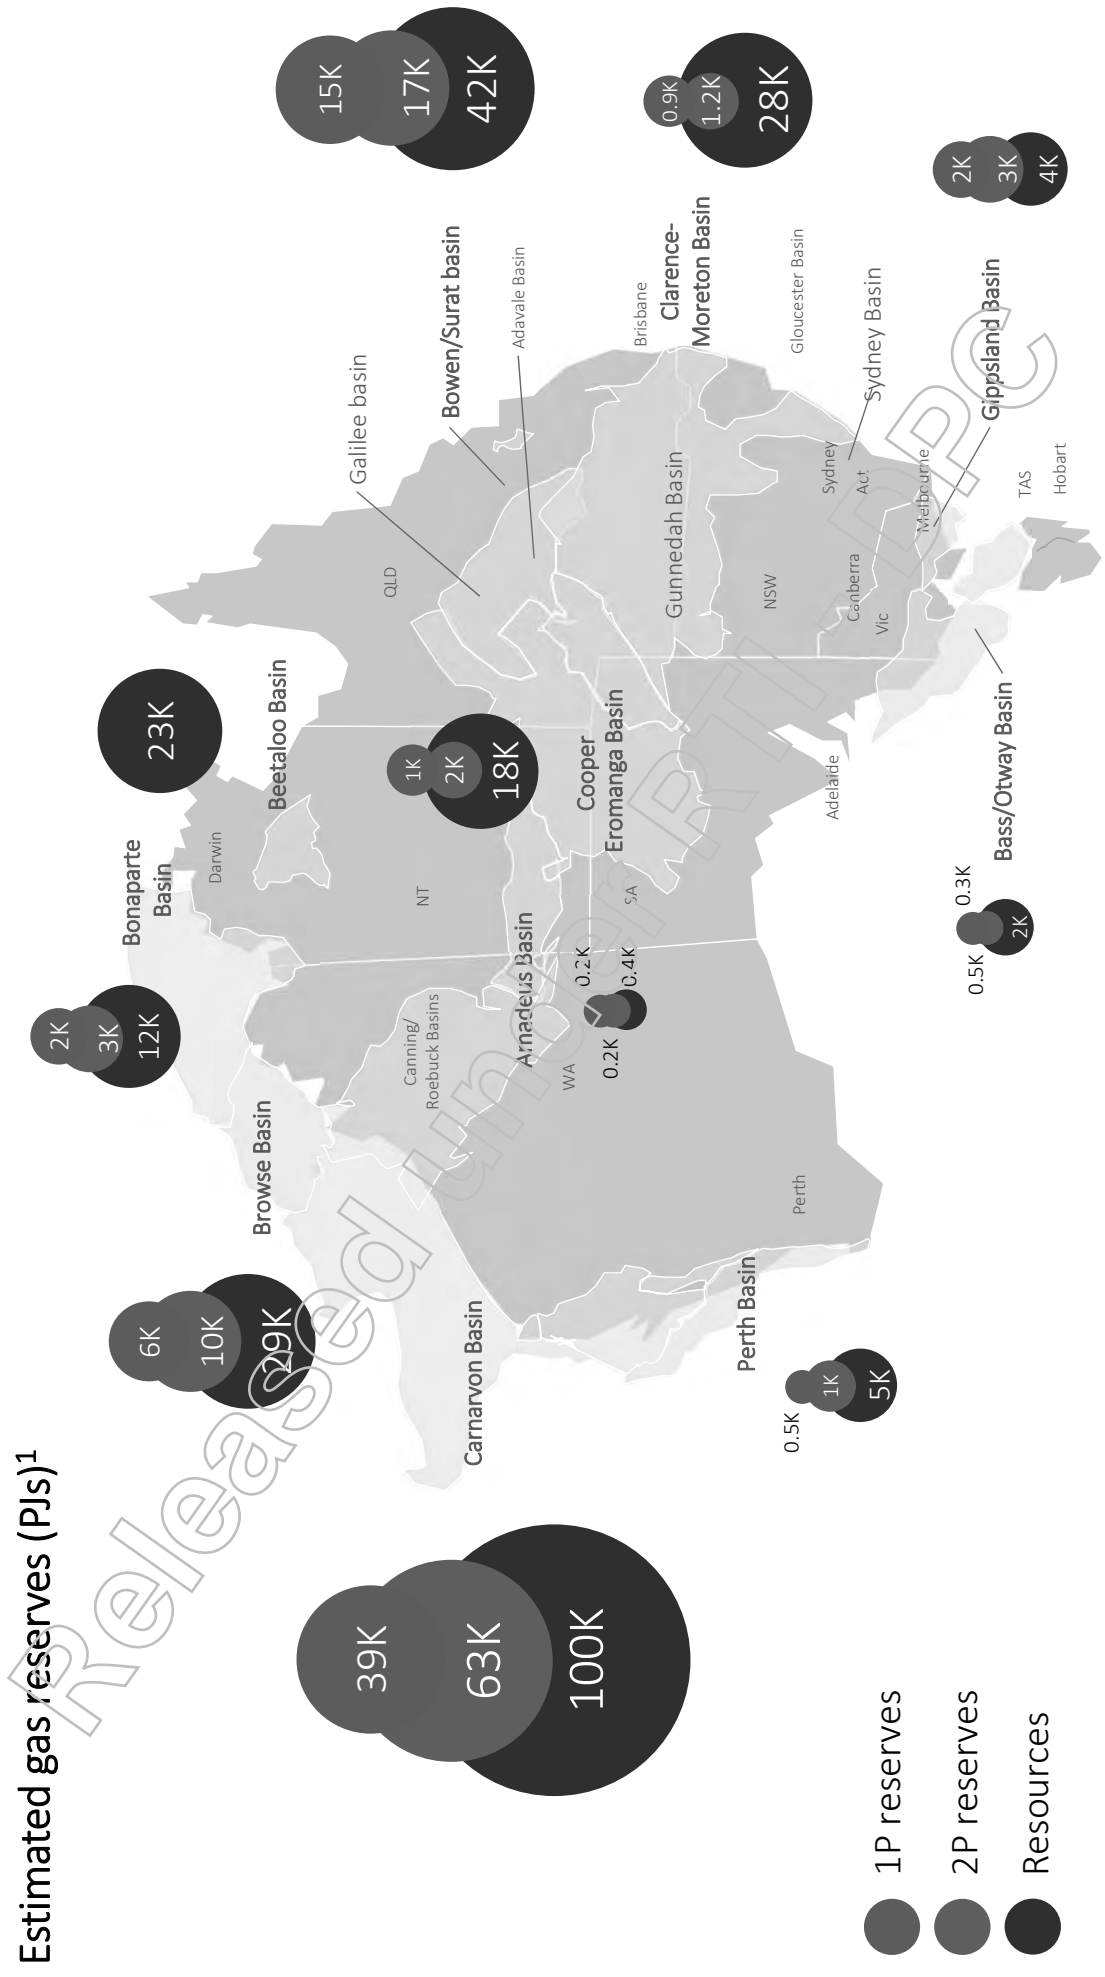 Estimated gas reserves (PJs)1
39K
63K
100K
6K
10K
29K
2K
3K
12K
23K
15K
17K
42K
0.9K
1.2K
28K
2K
3K
4K
1K
2K
18K
0.2K
0.2K
0.4K
0.5K
1K
5K
0.5K
0.3K
2K
Carnarvon Basin
Browse Basin
Bonaparte
Basin
Darwin
Beetaloo Basin
Perth Basin
Perth
Canning/
Roebuck Basins
Amadeus Basin
WA
NT
SA
Cooper
Eromanga Basin
Adelaide
QLD
Galilee basin
Bowen/Surat basin
Adavale Basin
Brisbane
Clarence-
Moreton Basin
Gunnedah Basin
Gloucester Basin
NSW
Sydney
Act
Sydney Basin
Canberra
Vic
Melbourne
Gippsland Basin
Bass/Otway Basin
TAS
Hobart
1P reserves
2P reserves
Resources
Released under RTI - DPC